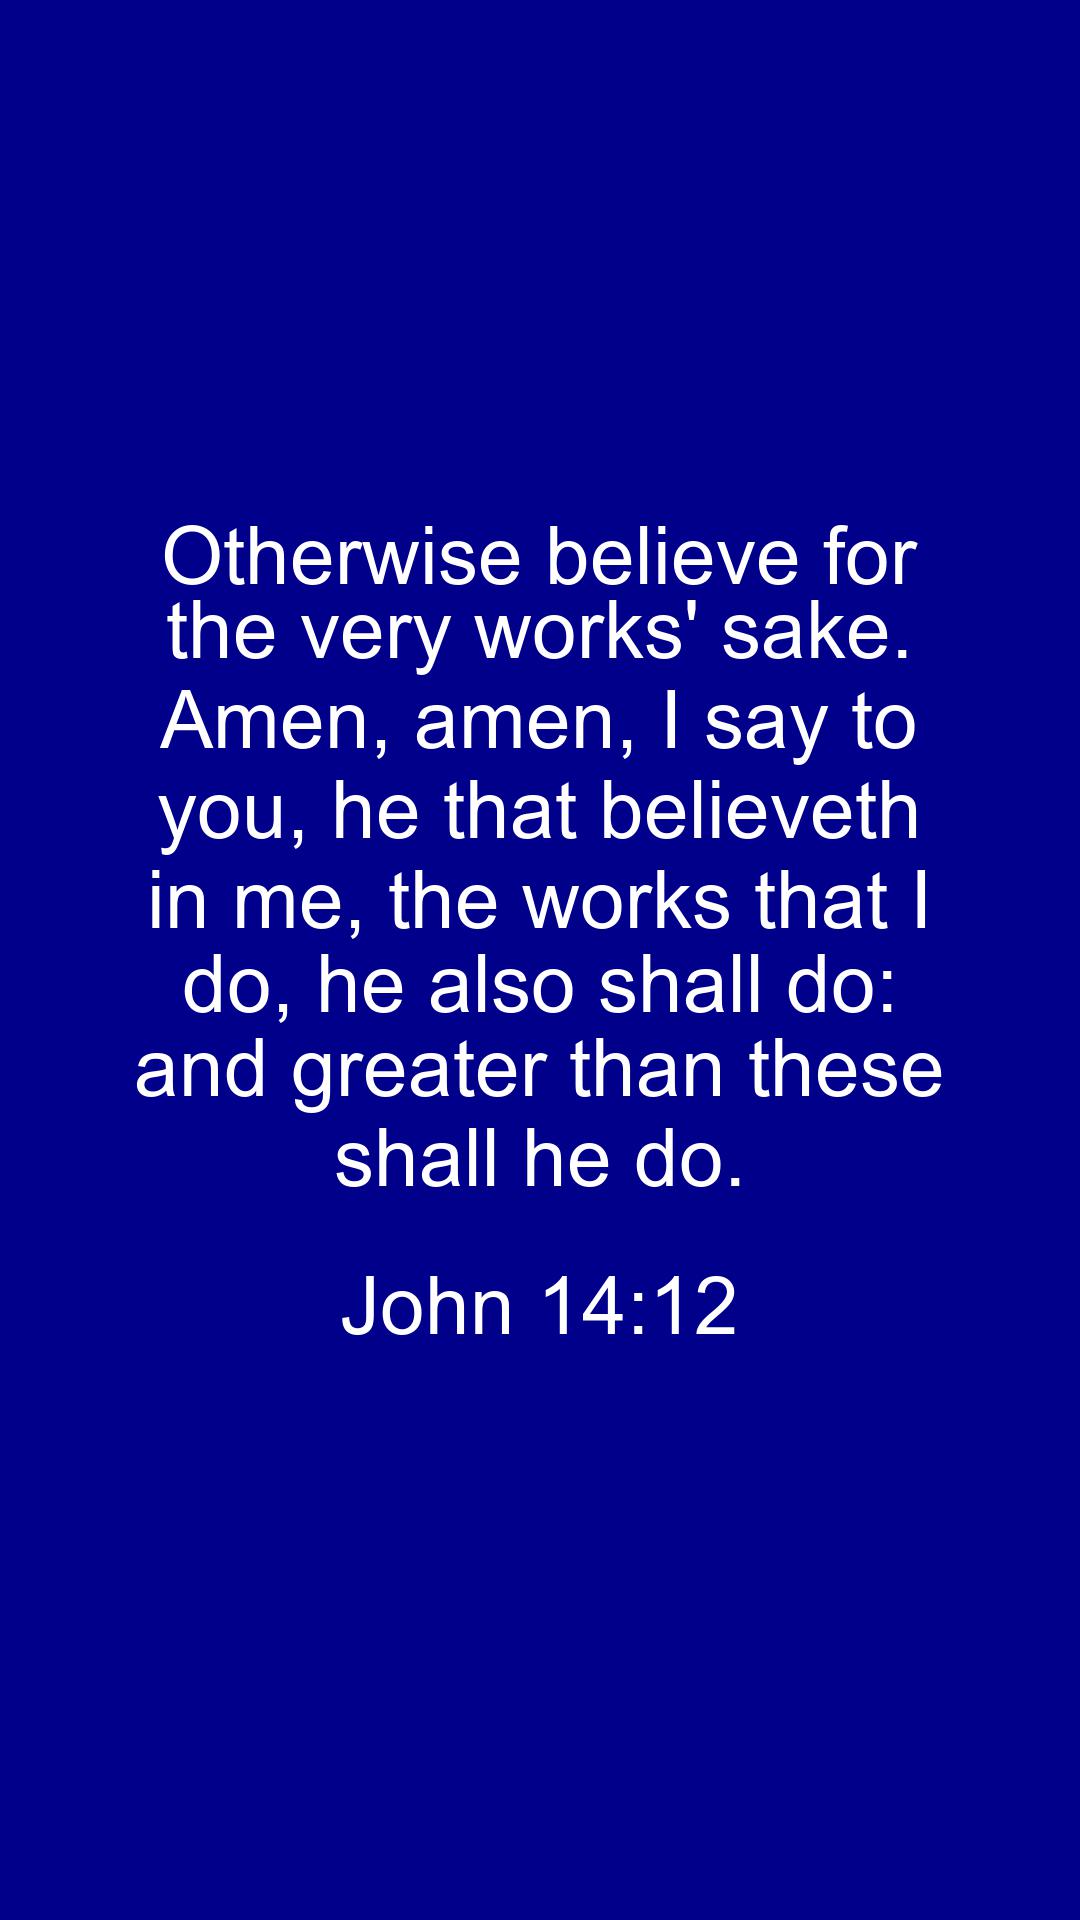 Otherwise believe for
the very works' sake.
Amen, amen, I say to
you, he that believeth
in me, the works that I
do, he also shall do:
and greater than these
shall he do.
John 14:12